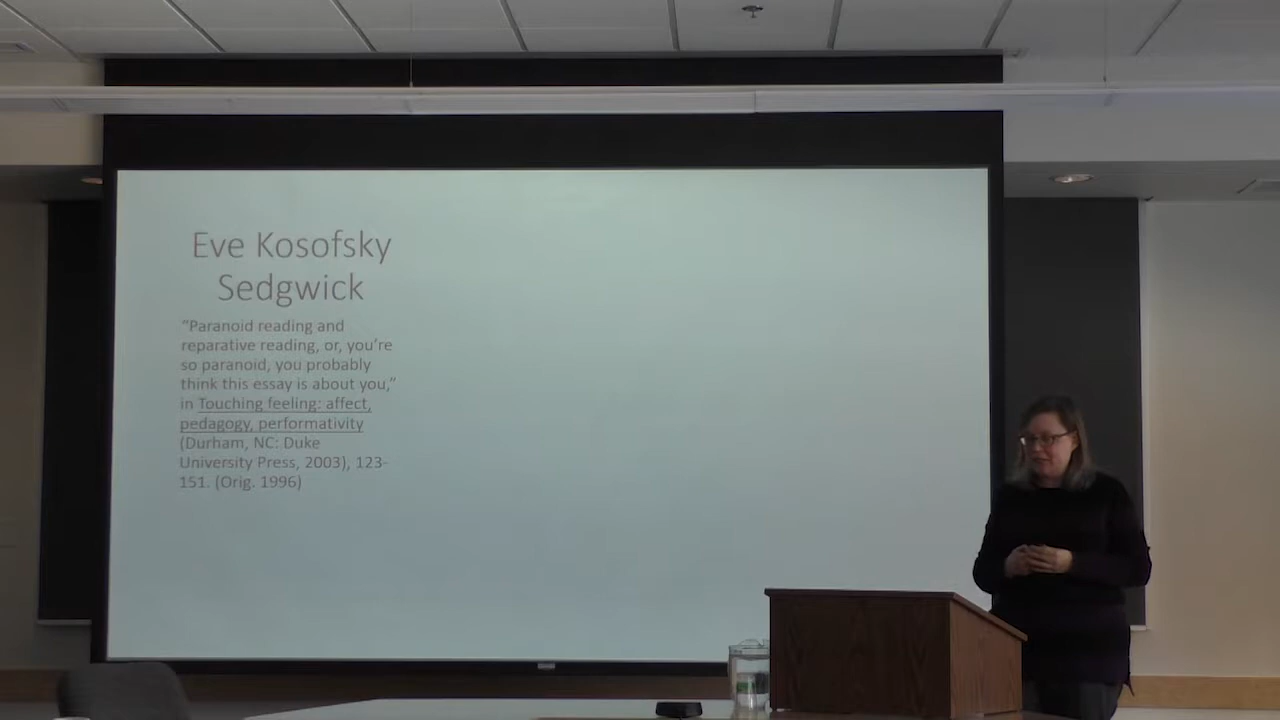 Eve Kosofsky
Sedgwick
“Paranoid reading and
reparative reading, or, you’re
so paranoid, you probably
think this essay is about you,”
in Touching feeling: affect,
pedagogy, performativity
(Durham, NC: Duke
University Press, 2003), 123-
151. (Orig. 1996)